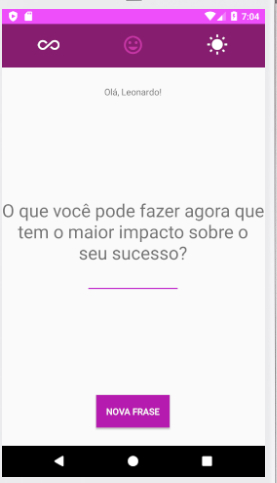 7:04
Olá, Leonardo!
O que você pode fazer agora que
tem o maior impacto sobre o
seu sucesso?
NOVA FRASE